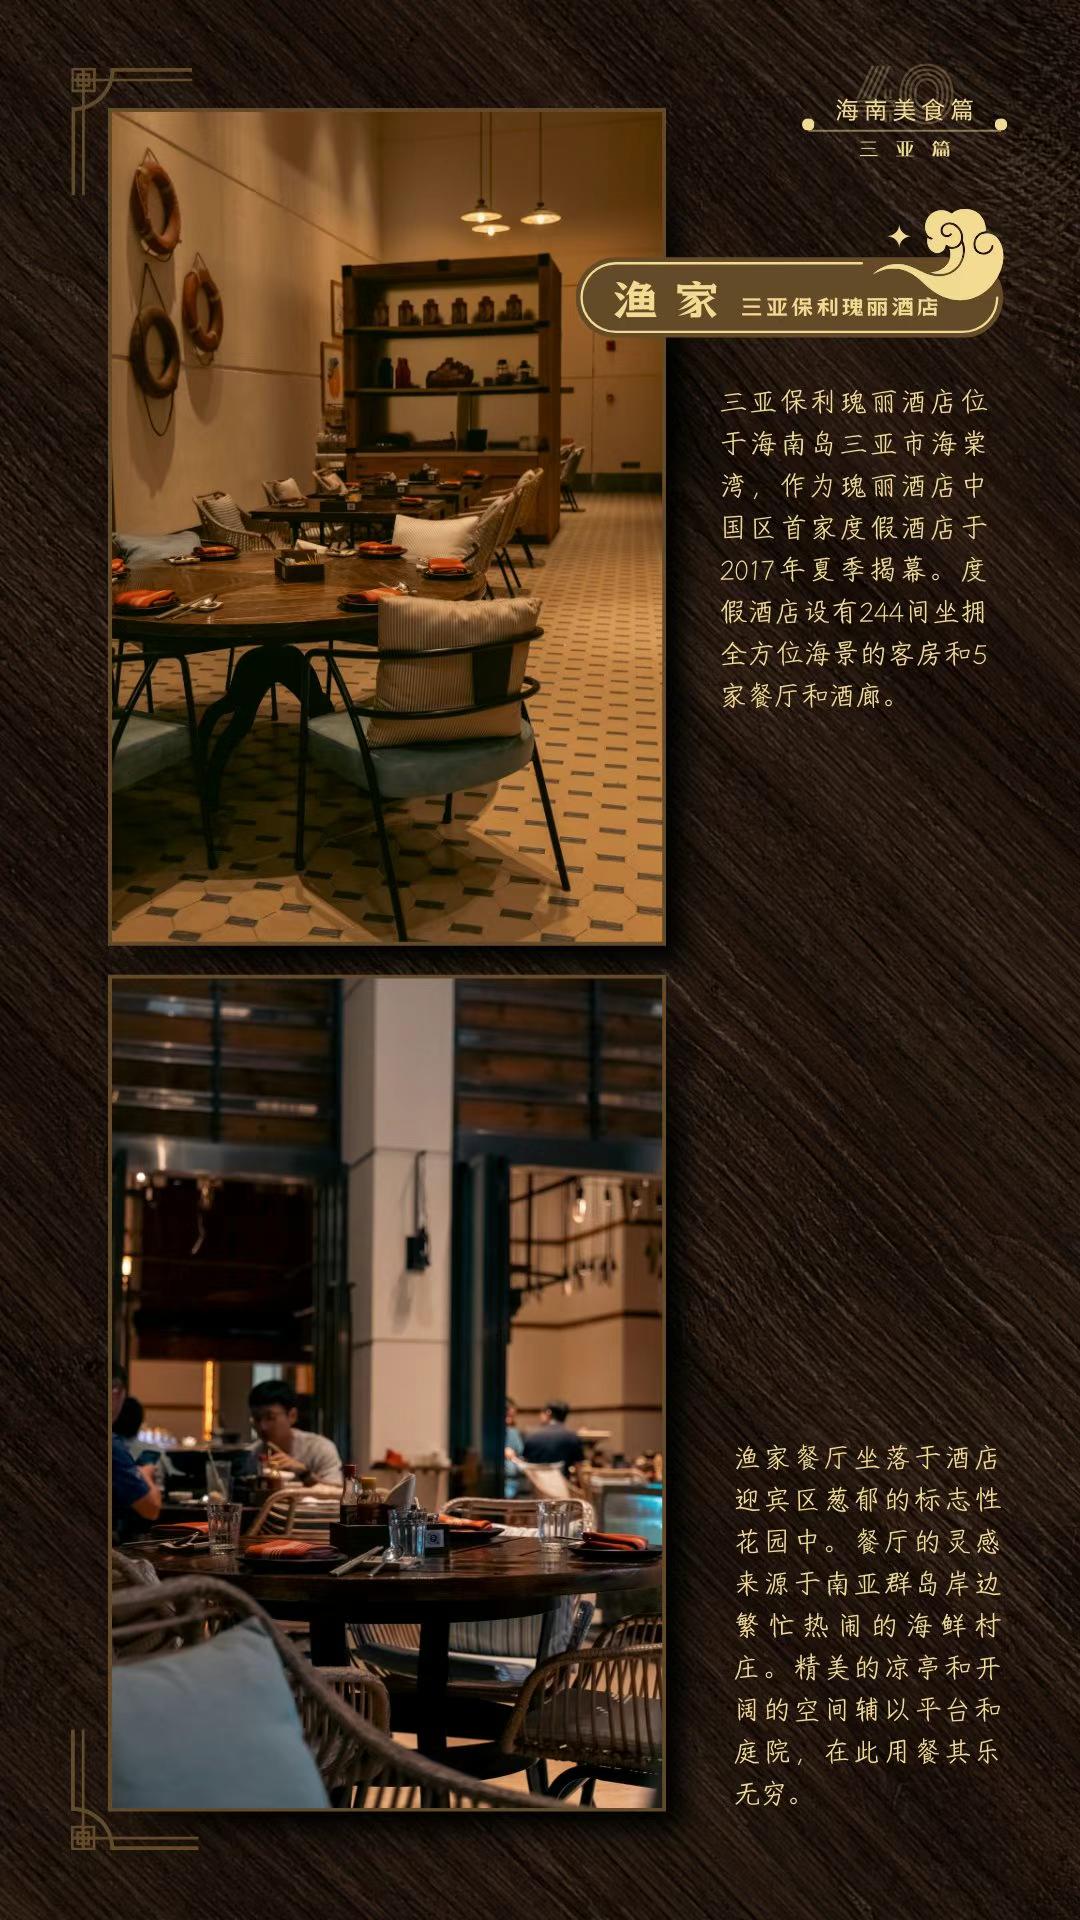 海南美食篇
三亚篇
渔家 三亚保利瑰丽酒店
三亚保利瑰丽酒店位
于海南岛三亚市海棠
湾，作为瑰丽酒店中
国区首家度假酒店于
2017年夏季揭幕。度
假酒店设有244间坐拥
全方位海景的客房和5
家餐厅和酒廊。
渔家餐厅坐落于酒店
迎宾区葱郁的标志性
花园中。餐厅的灵感
来源于南亚群岛岸边
繁忙热闹的海鲜村
庄。精美的凉亭和开
阔的空间辅以平台和
庭院，在此用餐其乐
无穷。